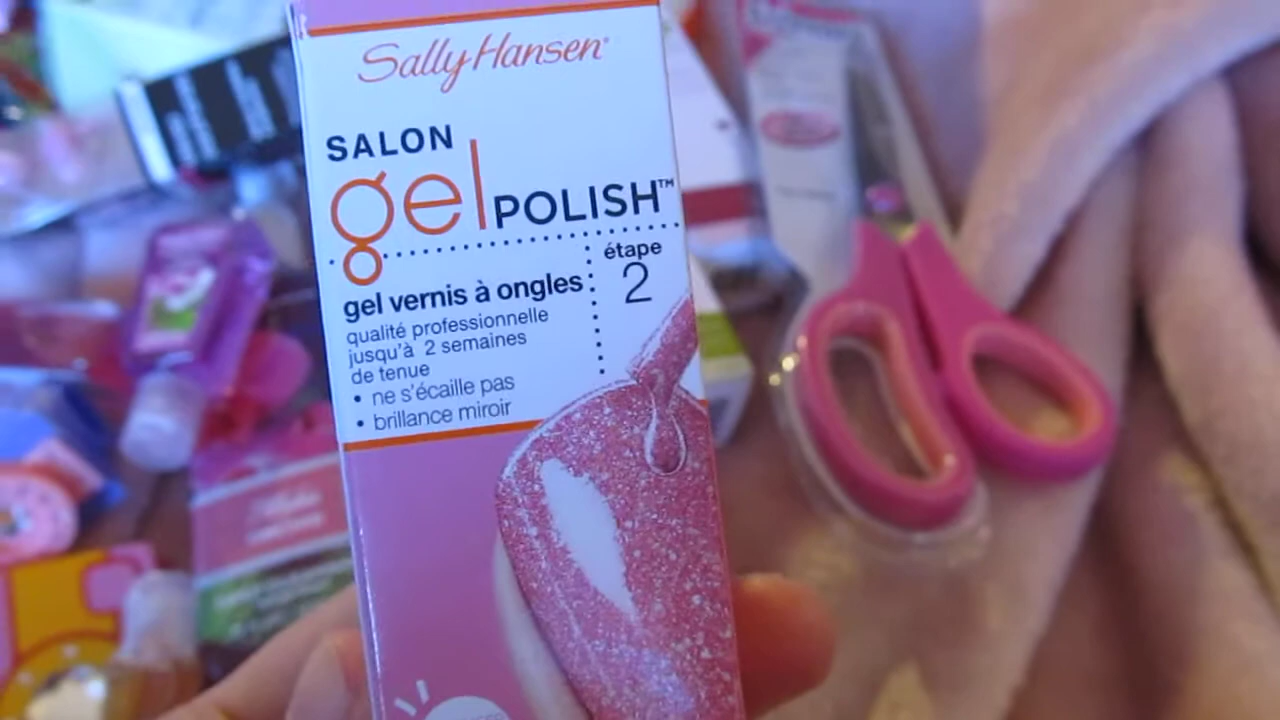 Sally Hansen®
SALON
gel POLISH™
étape
2
gel vernis à ongles
qualité professionnelle
jusqu'à 2 semaines
de tenue
• ne s'écaille pas
• brillance miroir